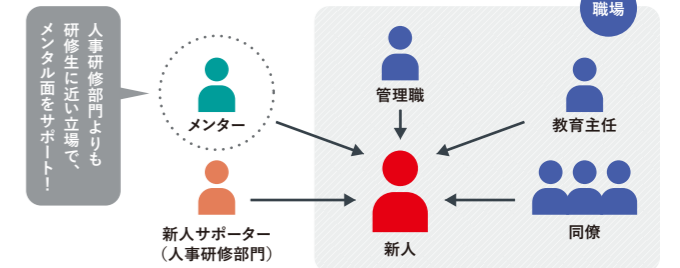 職場
人事研修部門よりも
研修生に近い立場で、
メンタル面をサポート！
メンター
管理職
教育主任
新人サポーター
（人事研修部門）
新人
同僚